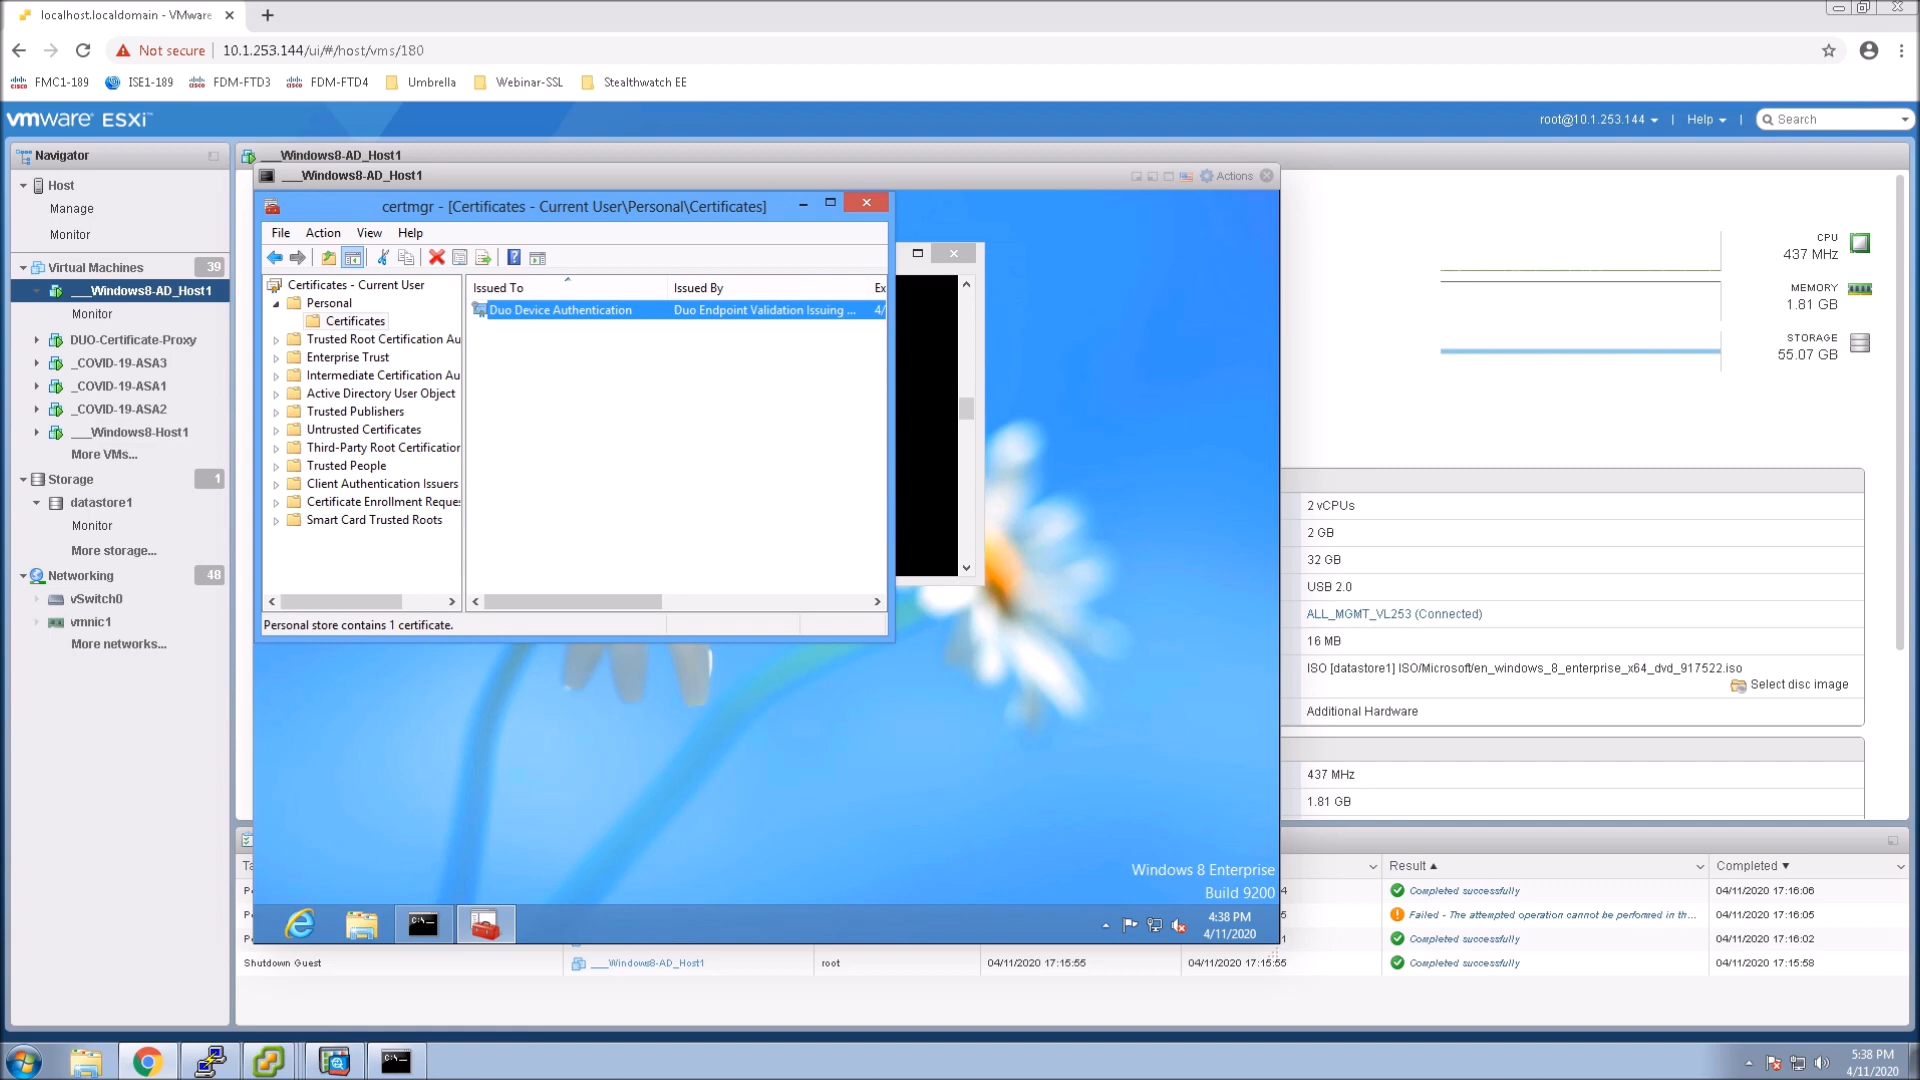 localhost.localdomain - VMware
Not secure
10.1.253.144/ui/#/host/vms/180
FMC1-189
ISE1-189
FDM-FTD3
FDM-FTD4
Umbrella
Webinar-SSL
Stealthwatch EE
vmware ESXi™
root@10.1.253.144
|
Help
|
Search
Navigator
Host
Manage
Monitor
Virtual Machines
39
___Windows8-AD_Host1
Monitor
DUO-Certificate-Proxy
_COVID-19-ASA3
_COVID-19-ASA1
_COVID-19-ASA2
___Windows8-Host1
More VMs...
Storage
1
datastore1
Monitor
More storage...
Networking
48
vSwitch0
vmnic1
More networks...
___Windows8-AD_Host1
___Windows8-AD_Host1
Actions
certmgr - [Certificates - Current User\Personal\Certificates]
File
Action
View
Help
Certificates - Current User
Personal
Certificates
Trusted Root Certification Au
Enterprise Trust
Intermediate Certification Au
Active Directory User Object
Trusted Publishers
Untrusted Certificates
Third-Party Root Certification
Trusted People
Client Authentication Issuers
Certificate Enrollment Reques
Smart Card Trusted Roots
Issued To
Issued By
Ex
Duo Device Authentication
Duo Endpoint Validation Issuing ...
4/
Personal store contains 1 certificate.
Windows 8 Enterprise
Build 9200
C:\_
4:38 PM
4/11/2020
CPU
437 MHz
MEMORY
1.81 GB
STORAGE
55.07 GB
2 vCPUs
2 GB
32 GB
USB 2.0
ALL_MGMT_VL253 (Connected)
16 MB
ISO [datastore1] ISO/Microsoft/en_windows_8_enterprise_x64_dvd_917522.iso
Select disc image
Additional Hardware
437 MHz
1.81 GB
Ta
Result
Completed
P
4
Completed successfully
04/11/2020 17:16:06
P
5
Failed - The attempted operation cannot be performed in th...
04/11/2020 17:16:05
P
1
Completed successfully
04/11/2020 17:16:02
Shutdown Guest
___Windows8-AD_Host1
root
04/11/2020 17:15:55
04/11/2020 17:15:55
Completed successfully
04/11/2020 17:15:58
C:\_
5:38 PM
4/11/2020